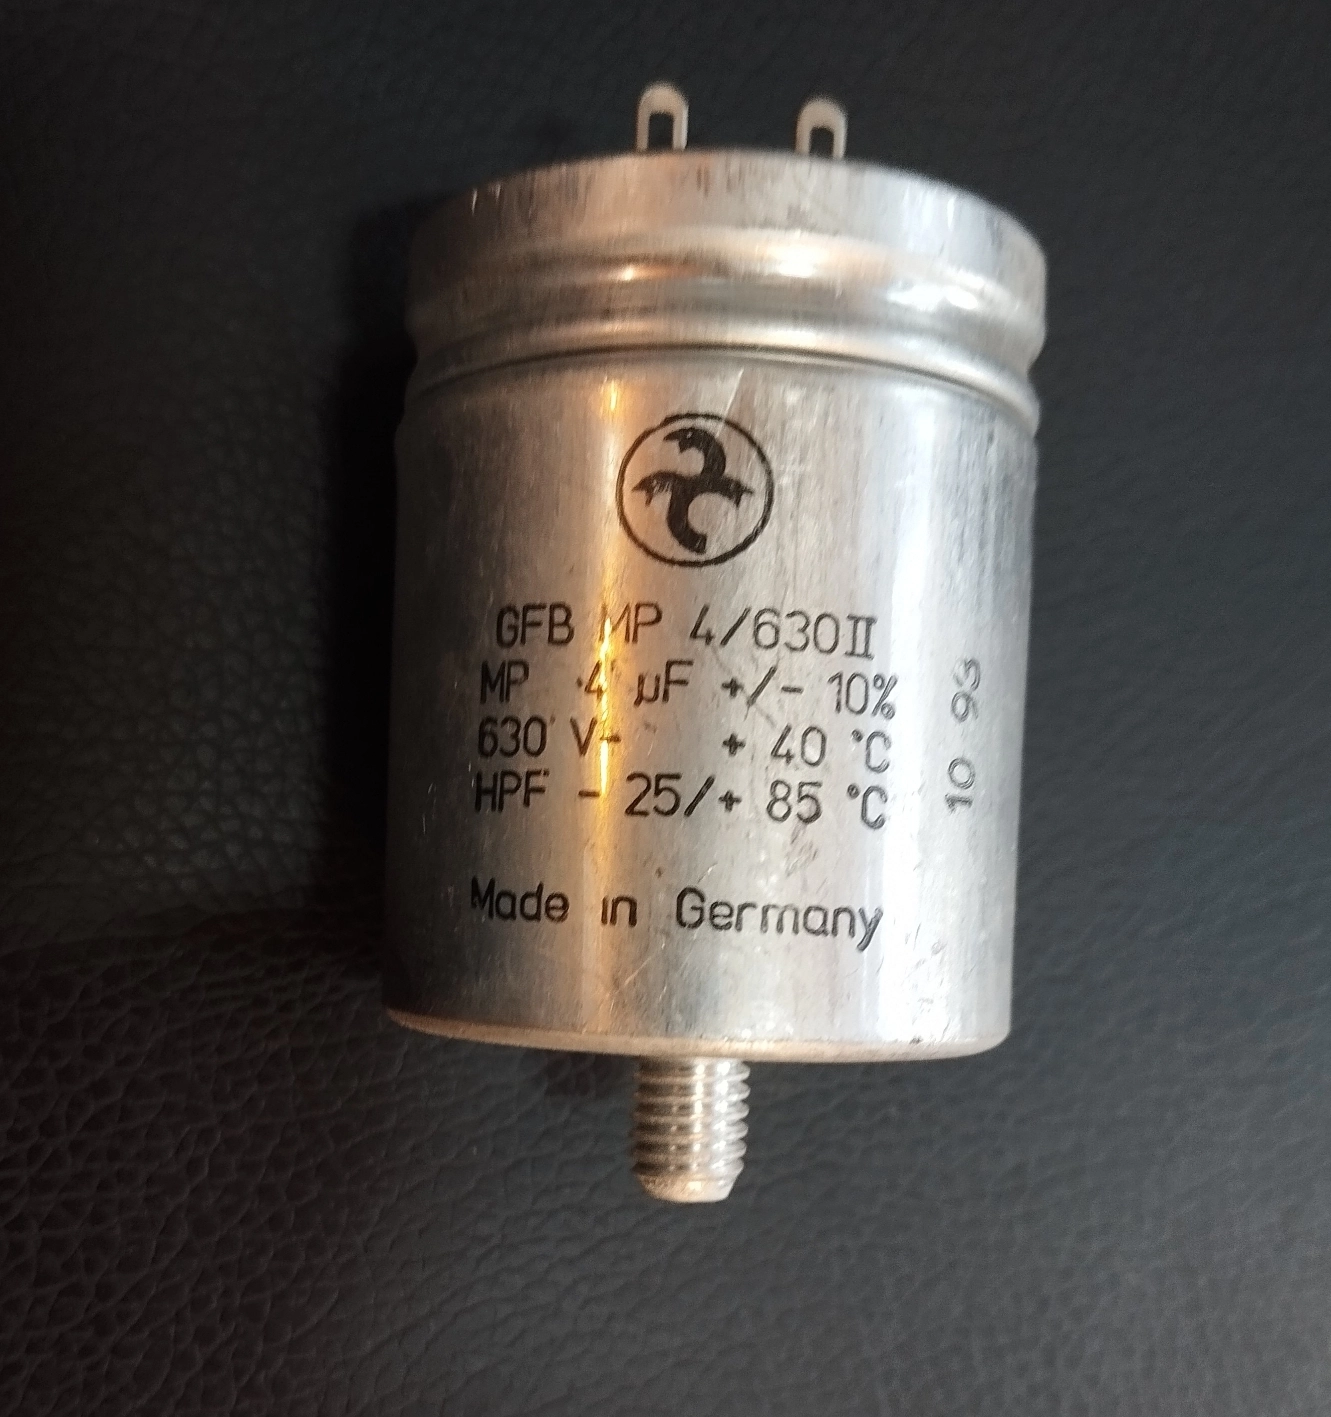 GFB MP 4/630 II
MP 4 µF +/- 10%
630 V- + 40 °C
HPF - 25/+ 85 °C
Made in Germany
10 93